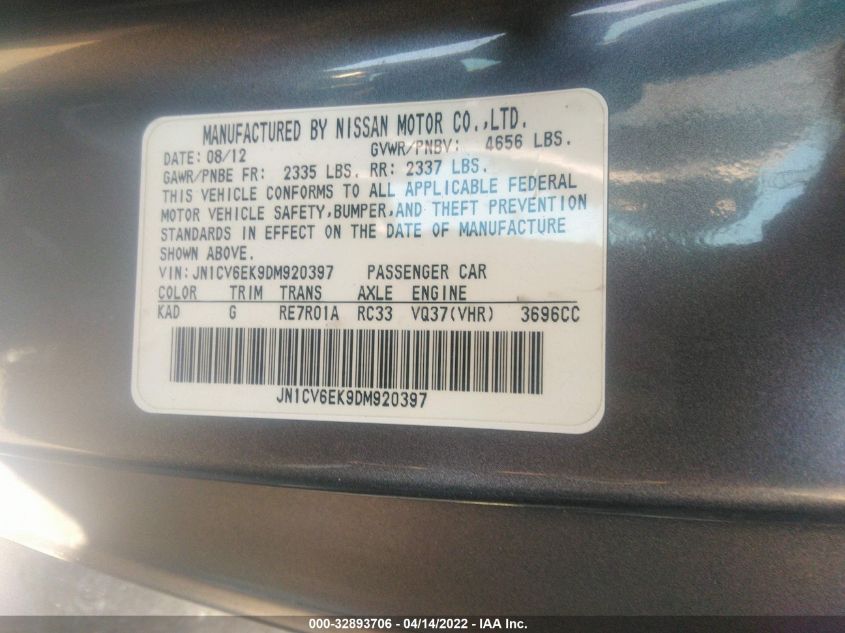 MANUFACTURED BY NISSAN MOTOR CO.,LTD.
DATE: 08/12 GVWR/PNBV: 4656 LBS.
GAWR/PNBE FR: 2335 LBS. RR: 2337 LBS.
THIS VEHICLE CONFORMS TO ALL APPLICABLE FEDERAL
MOTOR VEHICLE SAFETY,BUMPER,AND THEFT PREVENTION
STANDARDS IN EFFECT ON THE DATE OF MANUFACTURE
SHOWN ABOVE.
VIN: JN1CV6EK9DM920397 PASSENGER CAR
COLOR TRIM TRANS AXLE ENGINE
KAD G RE7R01A RC33 VQ37(VHR) 3696CC
JN1CV6EK9DM920397
000-32893706 - 04/14/2022 - IAA Inc.